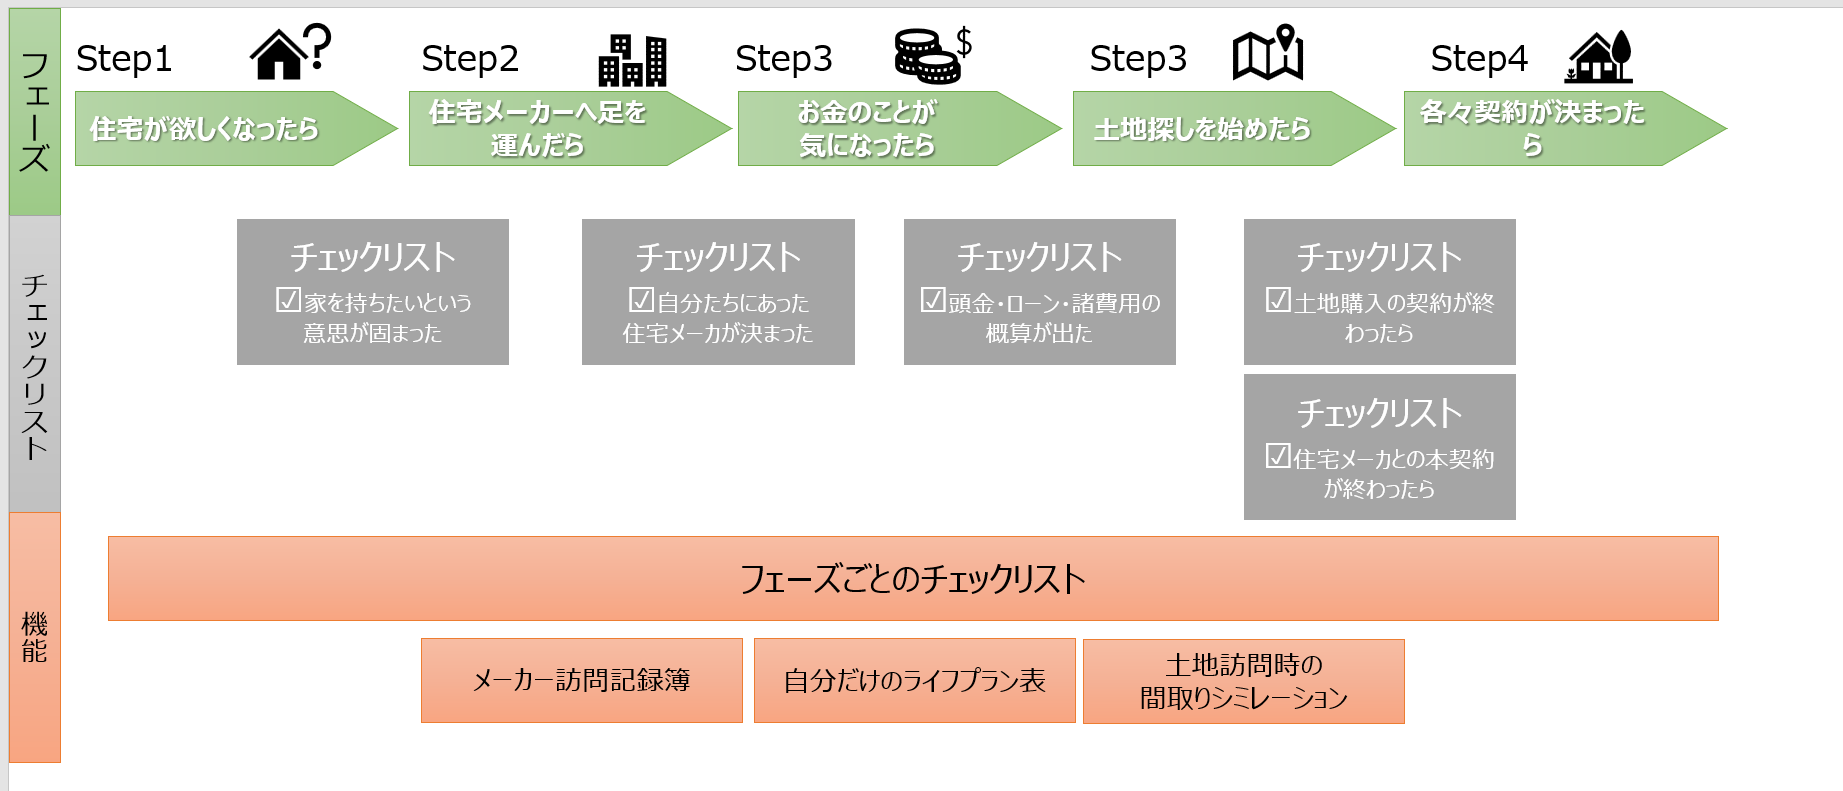 フェーズ
Step1
Step2
Step3
$
Step3
Step4
住宅が欲しくなったら
住宅メーカーへ足を
運んだら
お金のことが
気になったら
土地探しを始めたら
各々契約が決まった
ら
チェックリスト
チェックリスト
☑家を持ちたいという
意思が固まった
チェックリスト
☑自分たちにあった
住宅メーカが決まった
チェックリスト
☑頭金・ローン・諸費用の
概算が出た
チェックリスト
☑土地購入の契約が終
わったら
チェックリスト
☑住宅メーカとの本契約
が終わったら
機能
フェーズごとのチェックリスト
メーカー訪問記録簿
自分だけのライフプラン表
土地訪問時の
間取りシミレーション